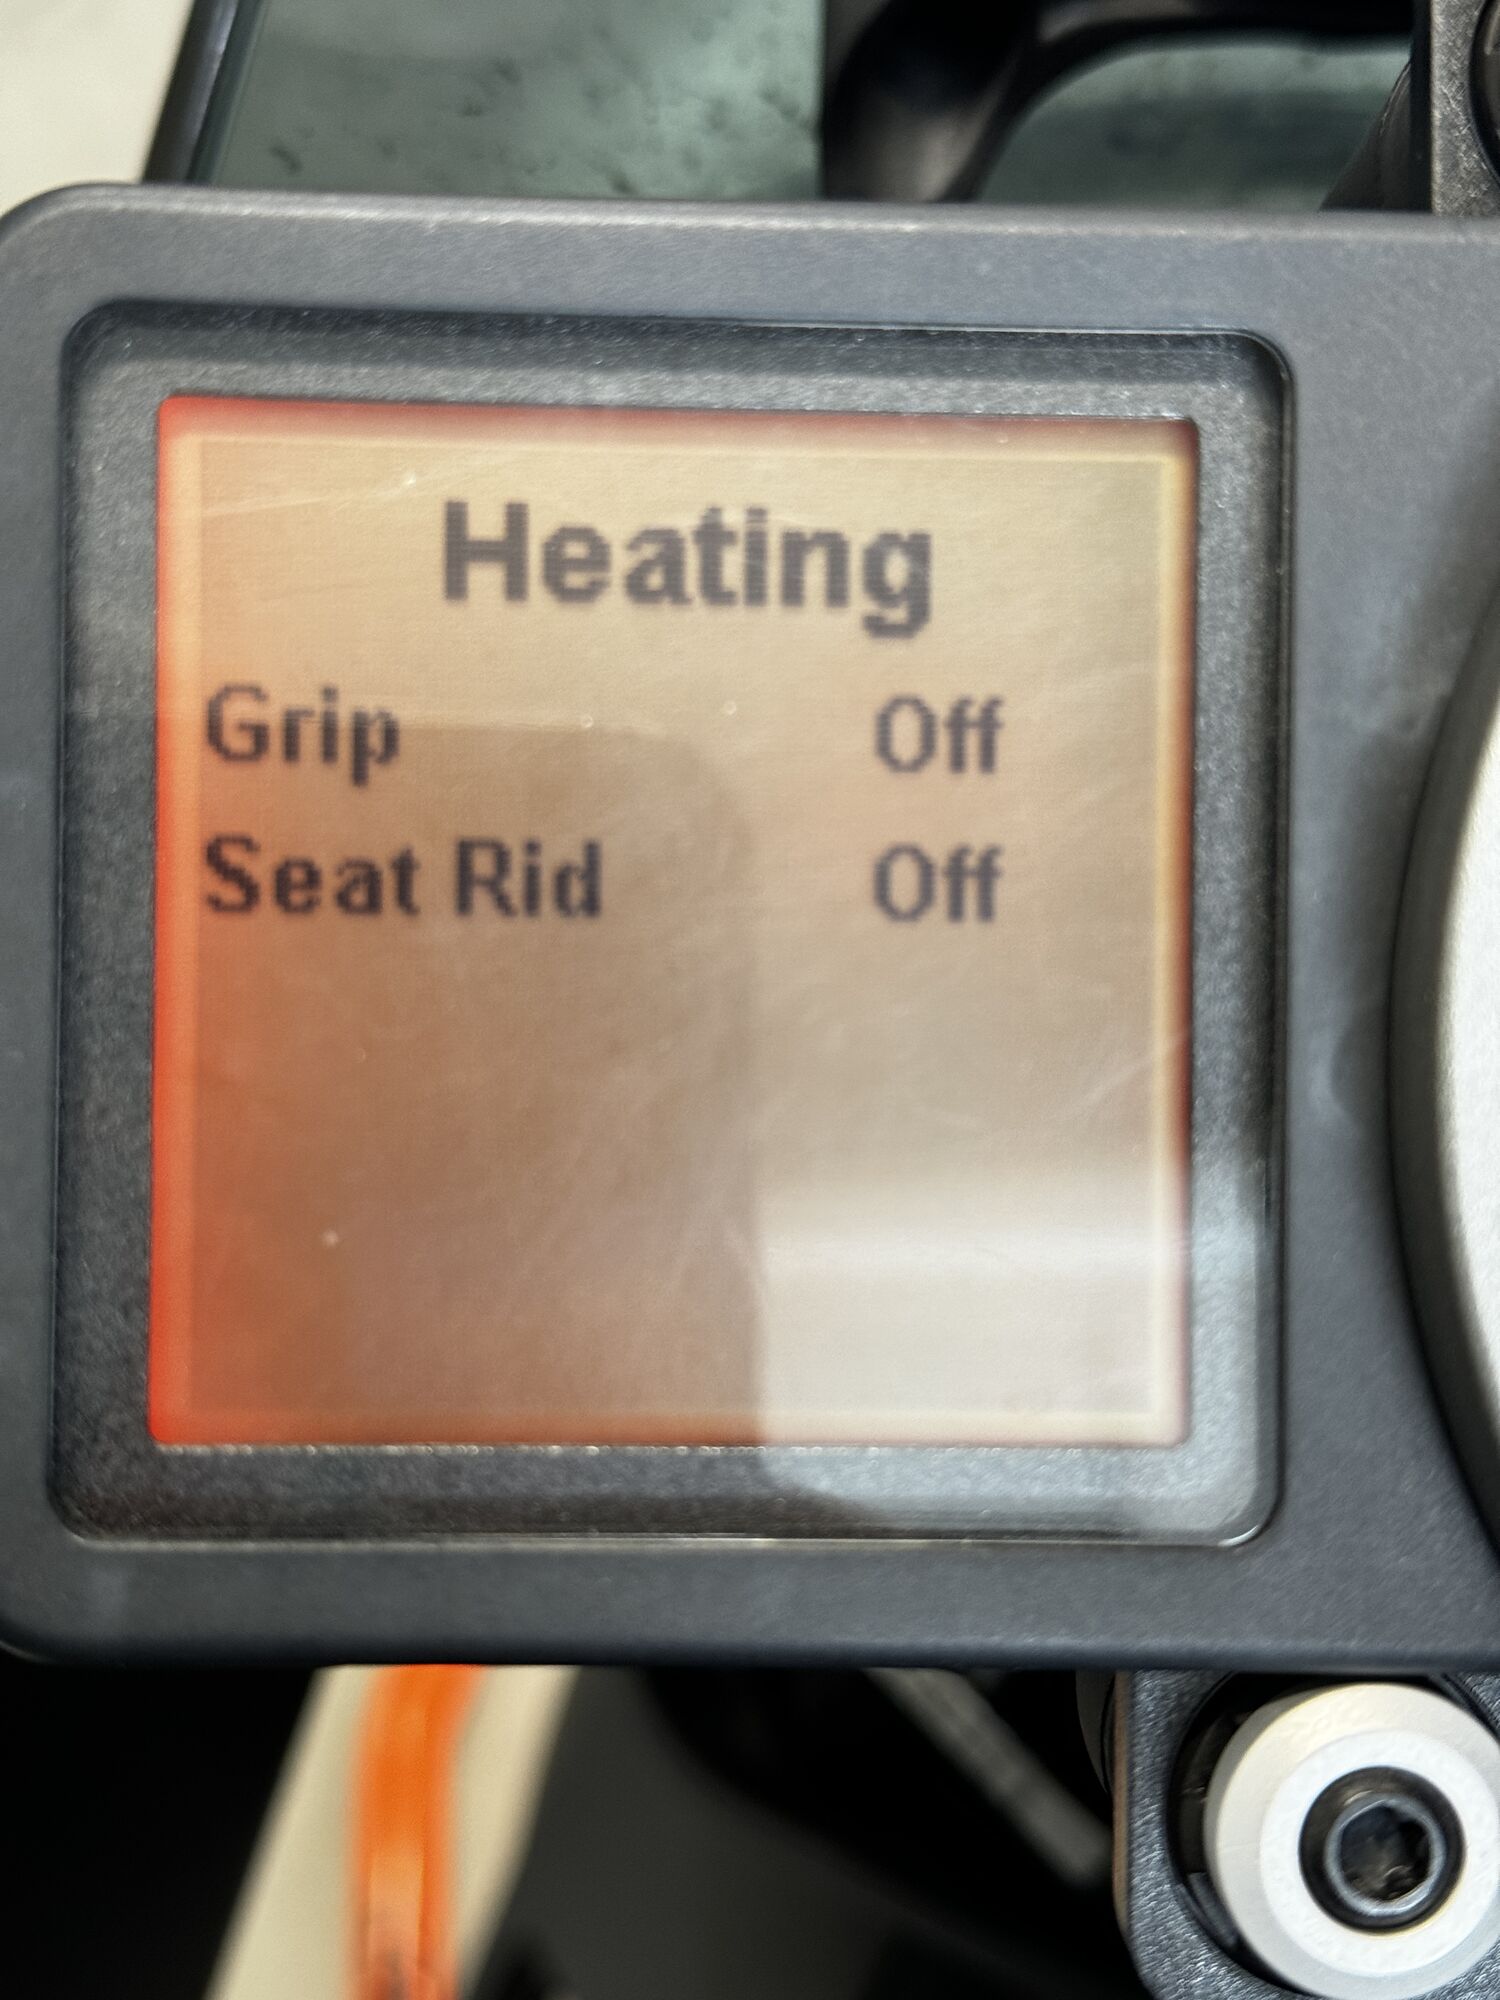 Heating
Grip Off
Seat Rid Off